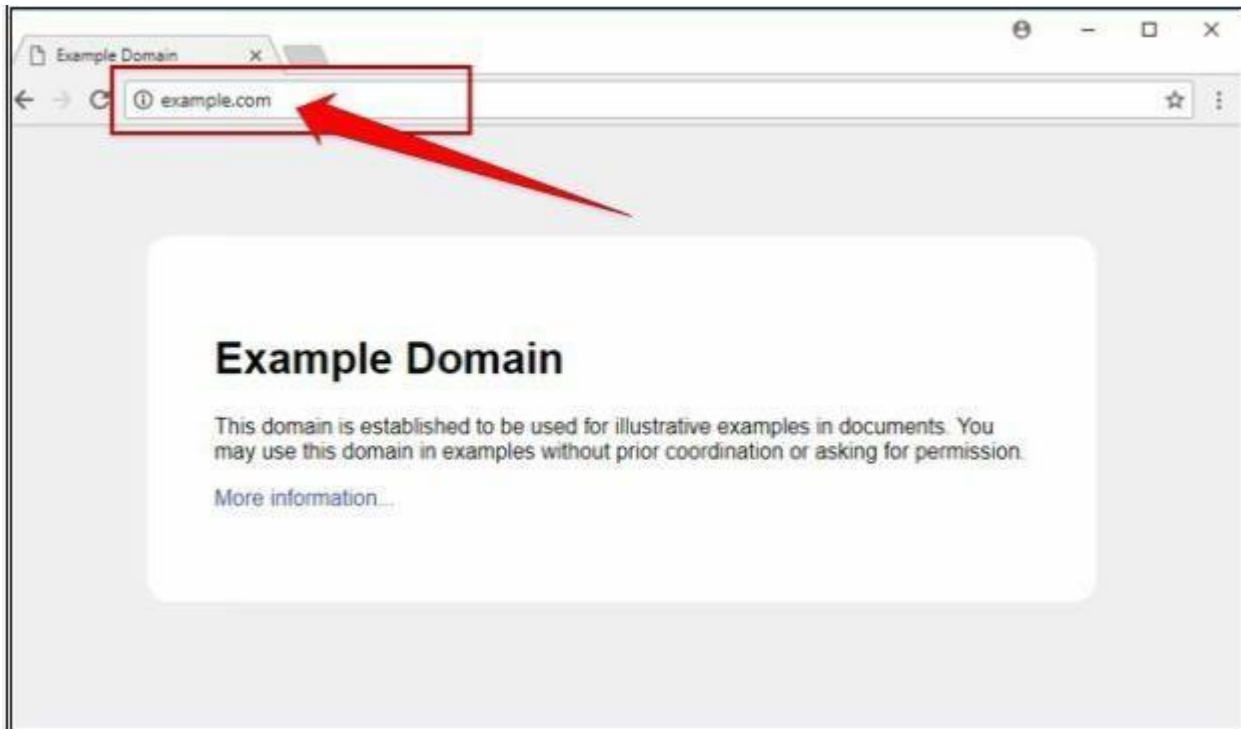 Example Domain
example.com
Example Domain
This domain is established to be used for illustrative examples in documents. You
may use this domain in examples without prior coordination or asking for permission.
More information...